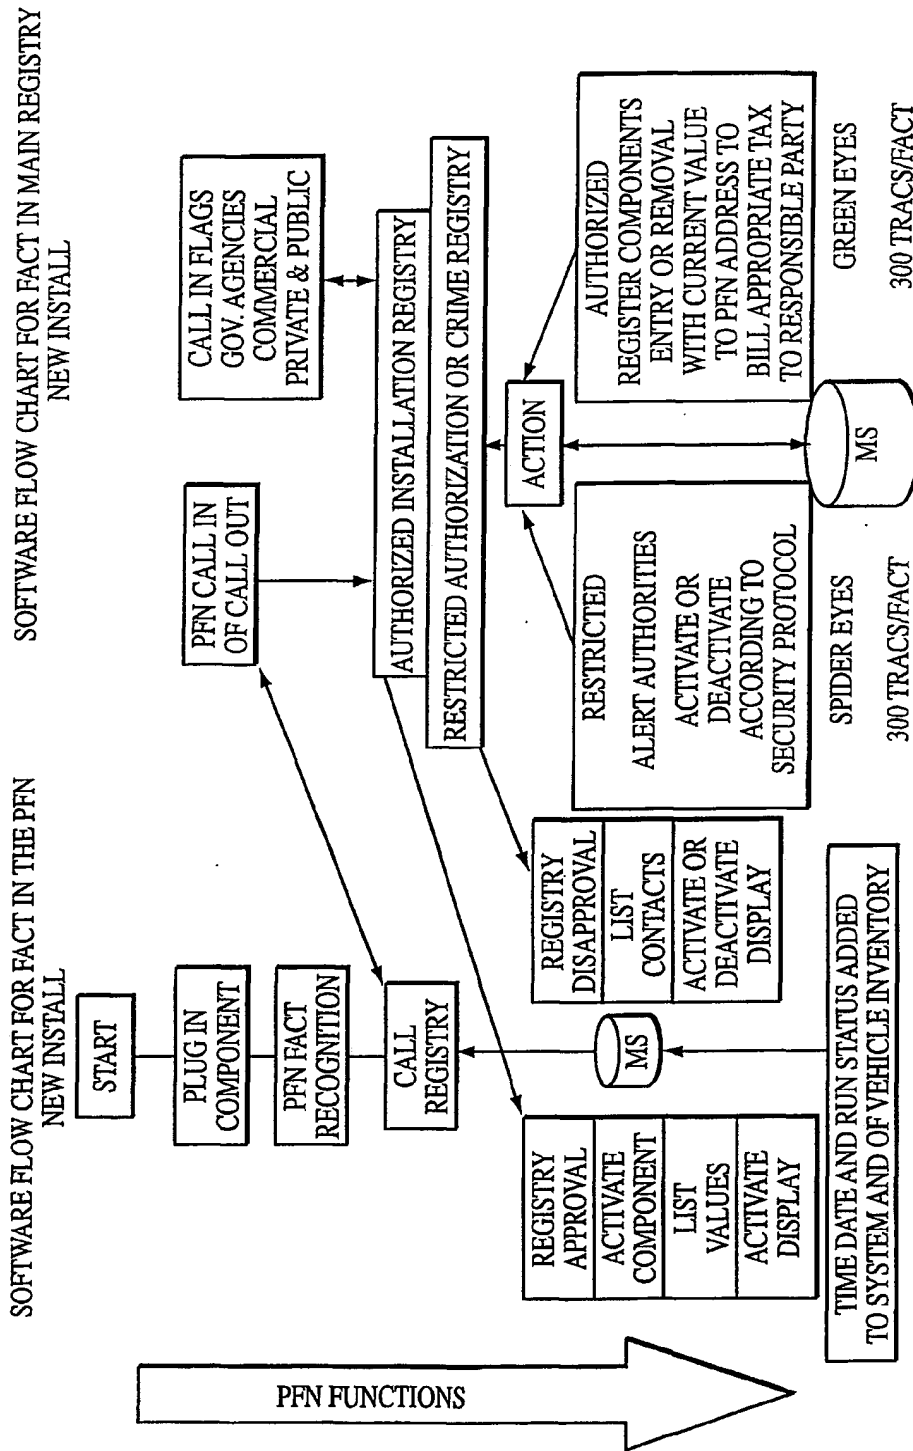 SOFTWARE FLOW CHART FOR FACT IN THE PFN
NEW INSTALL
START
PLUG IN
COMPONENT
PFN FACT
RECOGNITION
CALL
REGISTRY
MS
REGISTRY
APPROVAL
ACTIVATE
COMPONENT
LIST
VALUES
ACTIVATE
DISPLAY
REGISTRY
DISAPPROVAL
LIST
CONTACTS
ACTIVATE OR
DEACTIVATE
DISPLAY
TIME DATE AND RUN STATUS ADDED
TO SYSTEM AND OF VEHICLE INVENTORY
PFN FUNCTIONS
SOFTWARE FLOW CHART FOR FACT IN MAIN REGISTRY
NEW INSTALL
PFN CALL IN
OF CALL OUT
CALL IN FLAGS
GOV. AGENCIES
COMMERCIAL
PRIVATE & PUBLIC
AUTHORIZED INSTALLATION REGISTRY
RESTRICTED AUTHORIZATION OR CRIME REGISTRY
ACTION
RESTRICTED
ALERT AUTHORITIES
ACTIVATE OR
DEACTIVATE
ACCORDING TO
SECURITY PROTOCOL
AUTHORIZED
REGISTER COMPONENTS
ENTRY OR REMOVAL
WITH CURRENT VALUE
TO PFN ADDRESS TO
BILL APPROPRIATE TAX
TO RESPONSIBLE PARTY
MS
SPIDER EYES
300 TRACS/FACT
GREEN EYES
300 TRACS/FACT